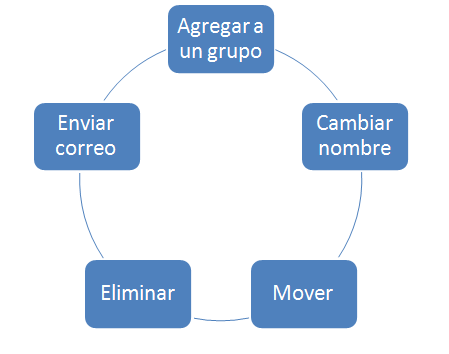 Agregar a
un grupo
Cambiar
nombre
Mover
Eliminar
Enviar
correo